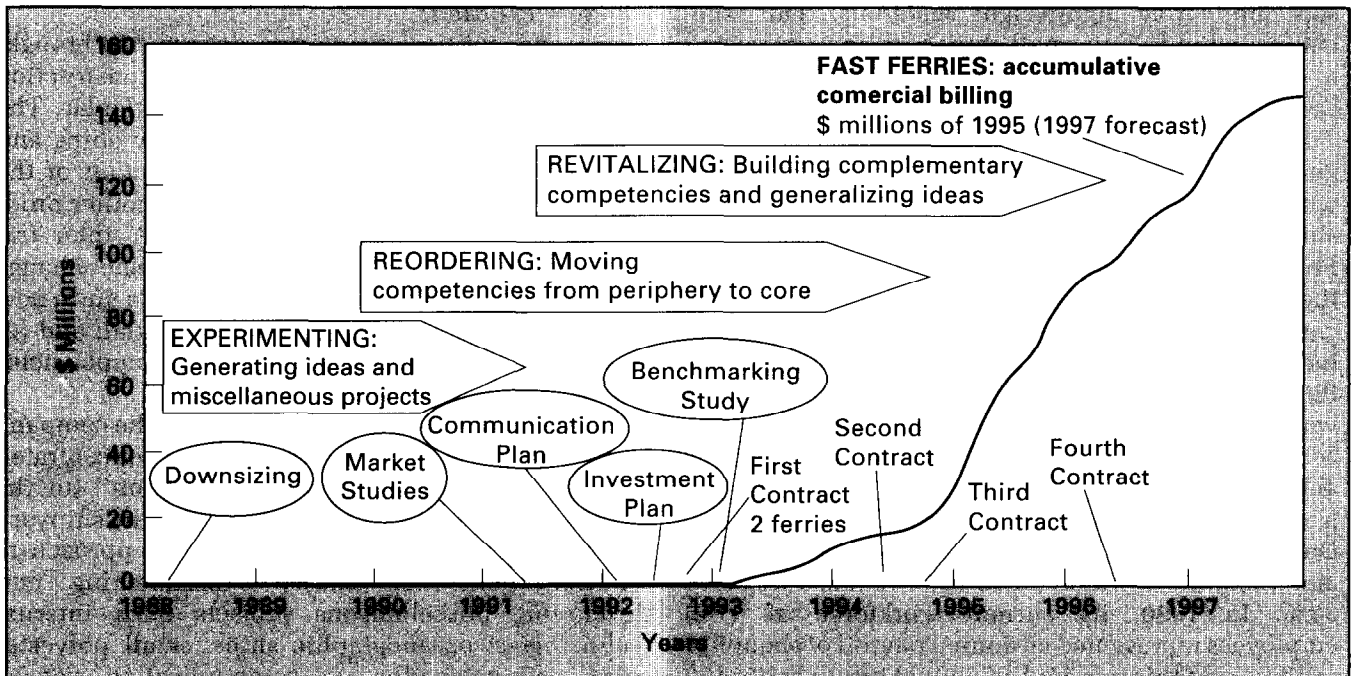 160
140
120
100
80
60
40
20
0
$ Millions
FAST FERRIES: accumulative
comercial billing
$ millions of 1995 (1997 forecast)
REVITALIZING: Building complementary
competencies and generalizing ideas
REORDERING: Moving
competencies from periphery to core
EXPERIMENTING:
Generating ideas and
miscellaneous projects
Benchmarking
Study
Communication
Plan
Downsizing
Market
Studies
Investment
Plan
First
Contract
2 ferries
Second
Contract
Third
Contract
Fourth
Contract
1988
1989
1990
1991
1992
1993
1994
1995
1996
1997
Years